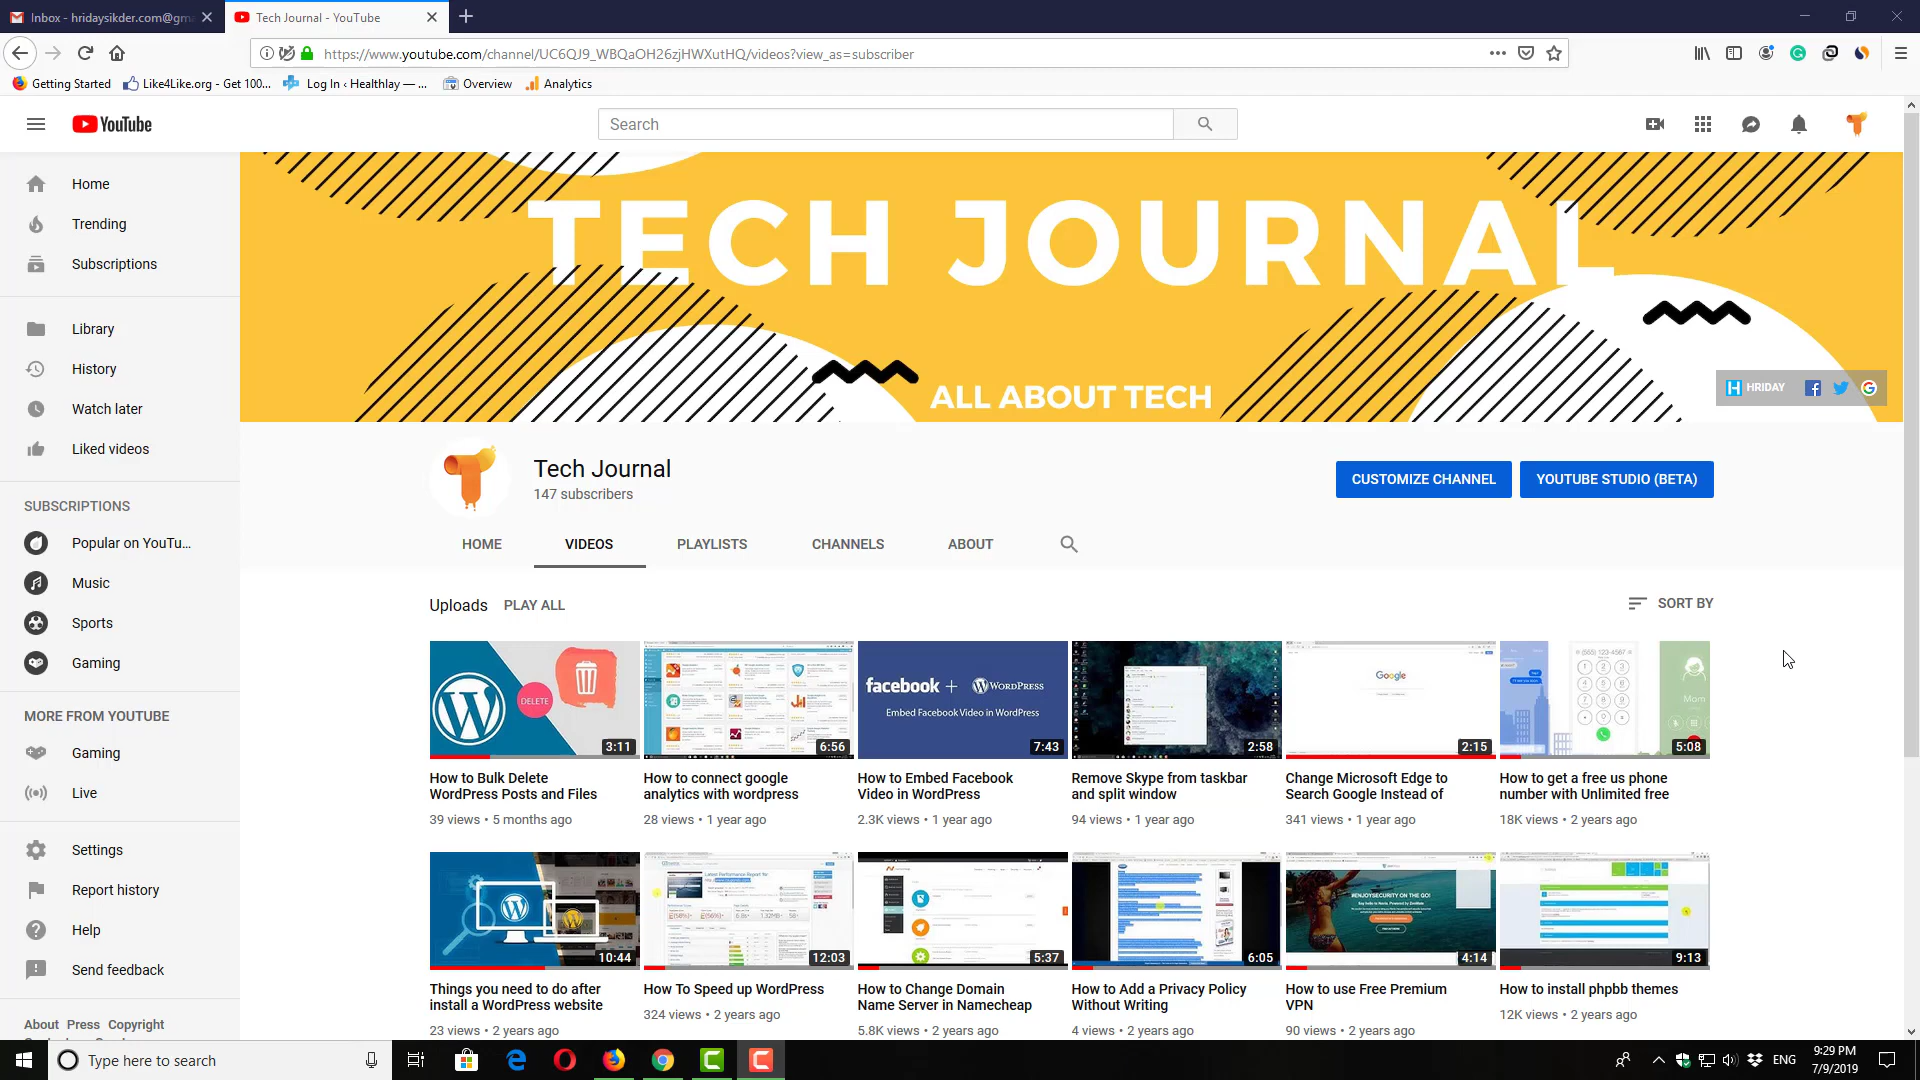 Inbox - hridaysikder.com@gm
Tech Journal - YouTube
https://www.youtube.com/channel/UC6QJ9_WBQaOH26zjHWXutHQ/videos?view_as=subscriber
Getting Started
Like4Like.org - Get 100...
Log In ‹ Healthlay — ...
Overview
Analytics
YouTube
Search
Home
Trending
Subscriptions
Library
History
Watch later
Liked videos
SUBSCRIPTIONS
Popular on YouTu...
Music
Sports
Gaming
MORE FROM YOUTUBE
Gaming
Live
Settings
Report history
Help
Send feedback
About Press Copyright
TECH JOURNAL
ALL ABOUT TECH
HRIDAY
Tech Journal
147 subscribers
CUSTOMIZE CHANNEL
YOUTUBE STUDIO (BETA)
HOME
VIDEOS
PLAYLISTS
CHANNELS
ABOUT
Uploads
PLAY ALL
SORT BY
DELETE
3:11
How to Bulk Delete
WordPress Posts and Files
39 views • 5 months ago
6:56
How to connect google
analytics with wordpress
28 views • 1 year ago
facebook + WORDPRESS
Embed Facebook Video in WordPress
7:43
How to Embed Facebook
Video in WordPress
2.3K views • 1 year ago
2:58
Remove Skype from taskbar
and split window
94 views • 1 year ago
Google
2:15
Change Microsoft Edge to
Search Google Instead of
341 views • 1 year ago
(555) 123-4567
Mom
5:08
How to get a free us phone
number with Unlimited free
18K views • 2 years ago
10:44
Things you need to do after
install a WordPress website
23 views • 2 years ago
Latest Performance Report for:
12:03
How To Speed up WordPress
324 views • 2 years ago
5:37
How to Change Domain
Name Server in Namecheap
5.8K views • 2 years ago
6:05
How to Add a Privacy Policy
Without Writing
4 views • 2 years ago
ENJOY SECURITY ON THE GO!
4:14
How to use Free Premium
VPN
90 views • 2 years ago
9:13
How to install phpbb themes
12K views • 2 years ago
Type here to search
ENG
9:29 PM
7/9/2019